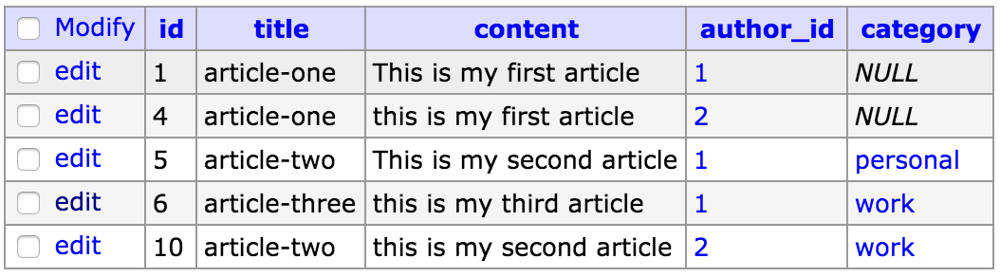 Modify id title content author_id category
edit 1 article-one This is my first article 1 NULL
edit 4 article-one this is my first article 2 NULL
edit 5 article-two This is my second article 1 personal
edit 6 article-three this is my third article 1 work
edit 10 article-two this is my second article 2 work